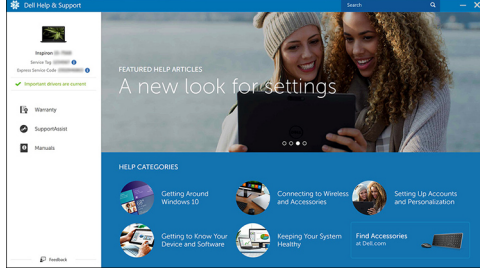 Dell Help & Support
Search
Inspiron
Service Tag
Express Service Code
Important drivers are current
Warranty
SupportAssist
Manuals
Feedback
FEATURED HELP ARTICLES
A new look for settings
HELP CATEGORIES
Getting Around
Windows 10
Connecting to Wireless
and Accessories
Setting Up Accounts
and Personalization
Getting to Know Your
Device and Software
Keeping Your System
Healthy
Find Accessories
at Dell.com